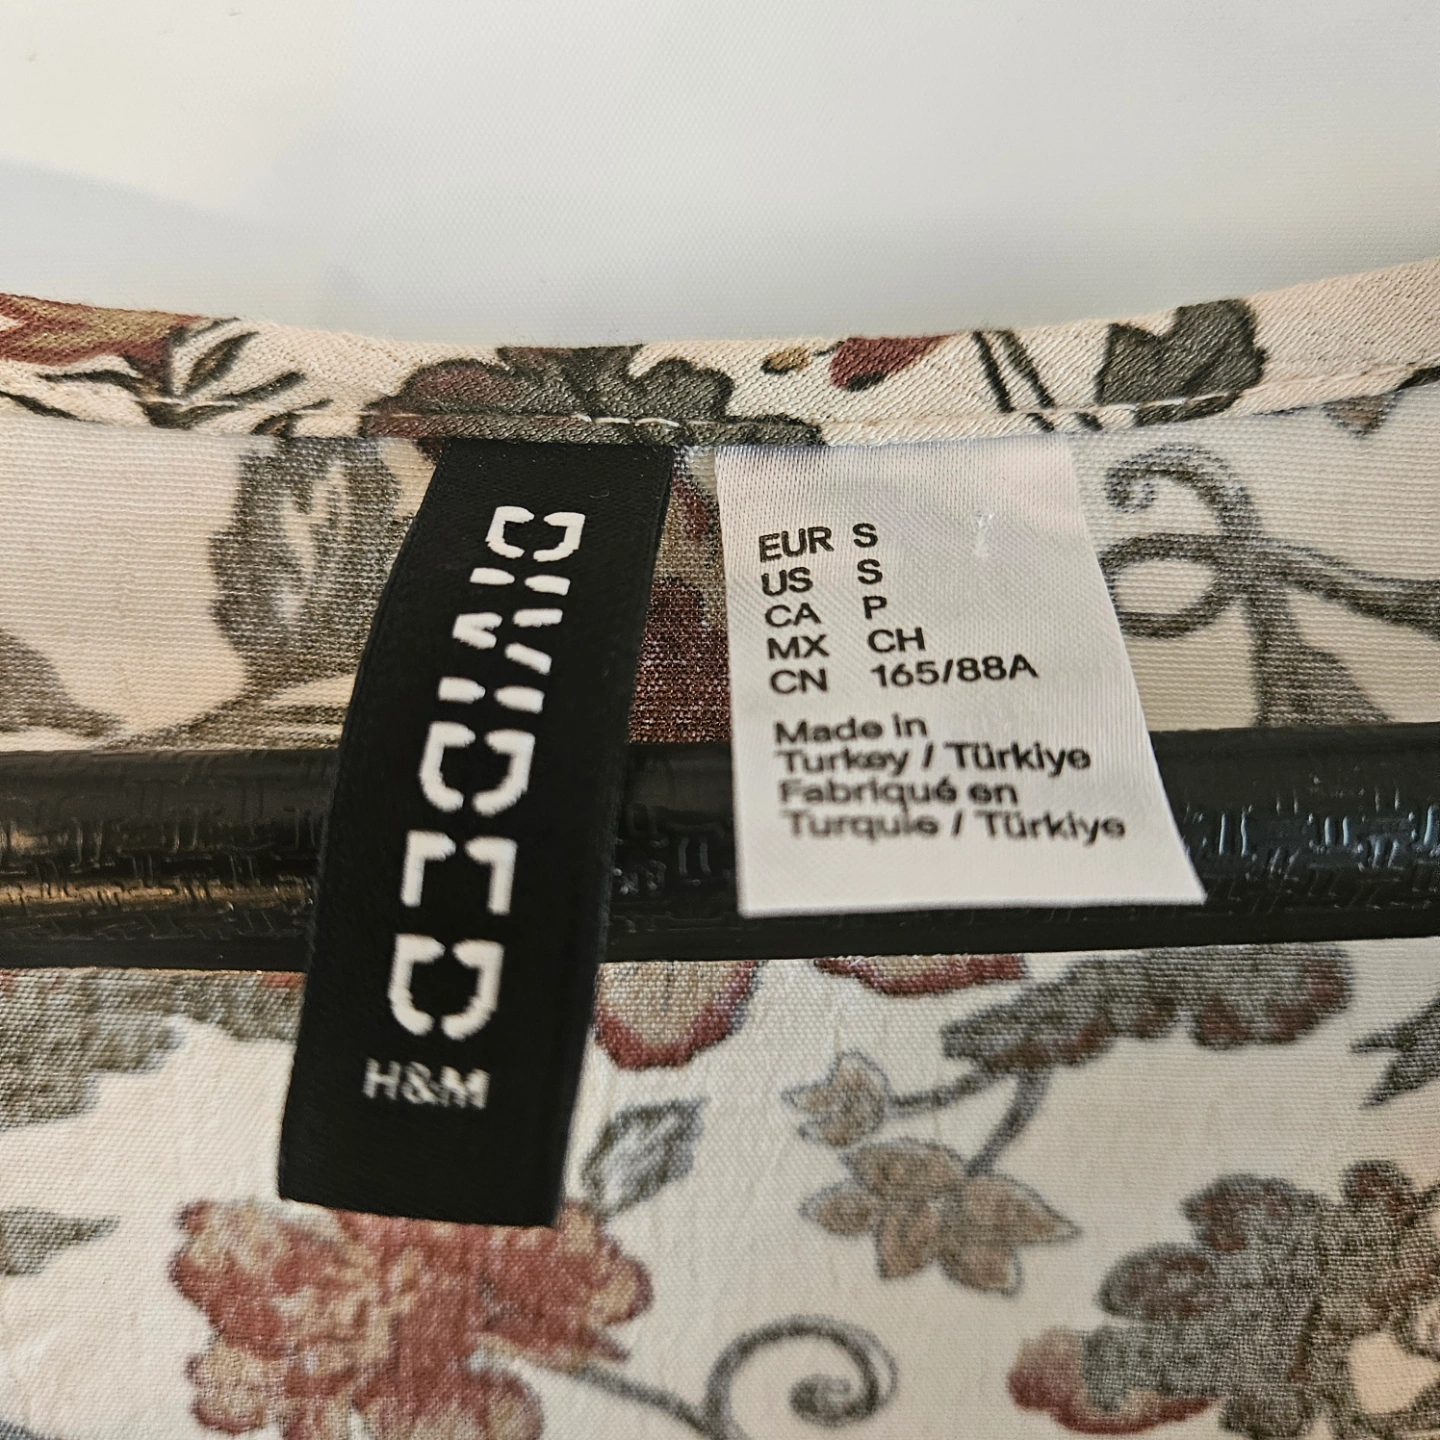 DIVIDED
H&M
EUR S
US S
CA P
MX CH
CN 165/88A
Made in
Turkey / Türkiye
Fabriqué en
Turquie / Türkiye